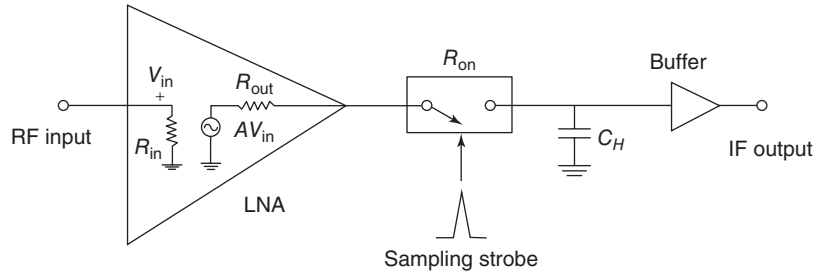 V_in
+
R_in
R_out
AV_in
RF input
LNA
R_on
Sampling strobe
C_H
Buffer
IF output